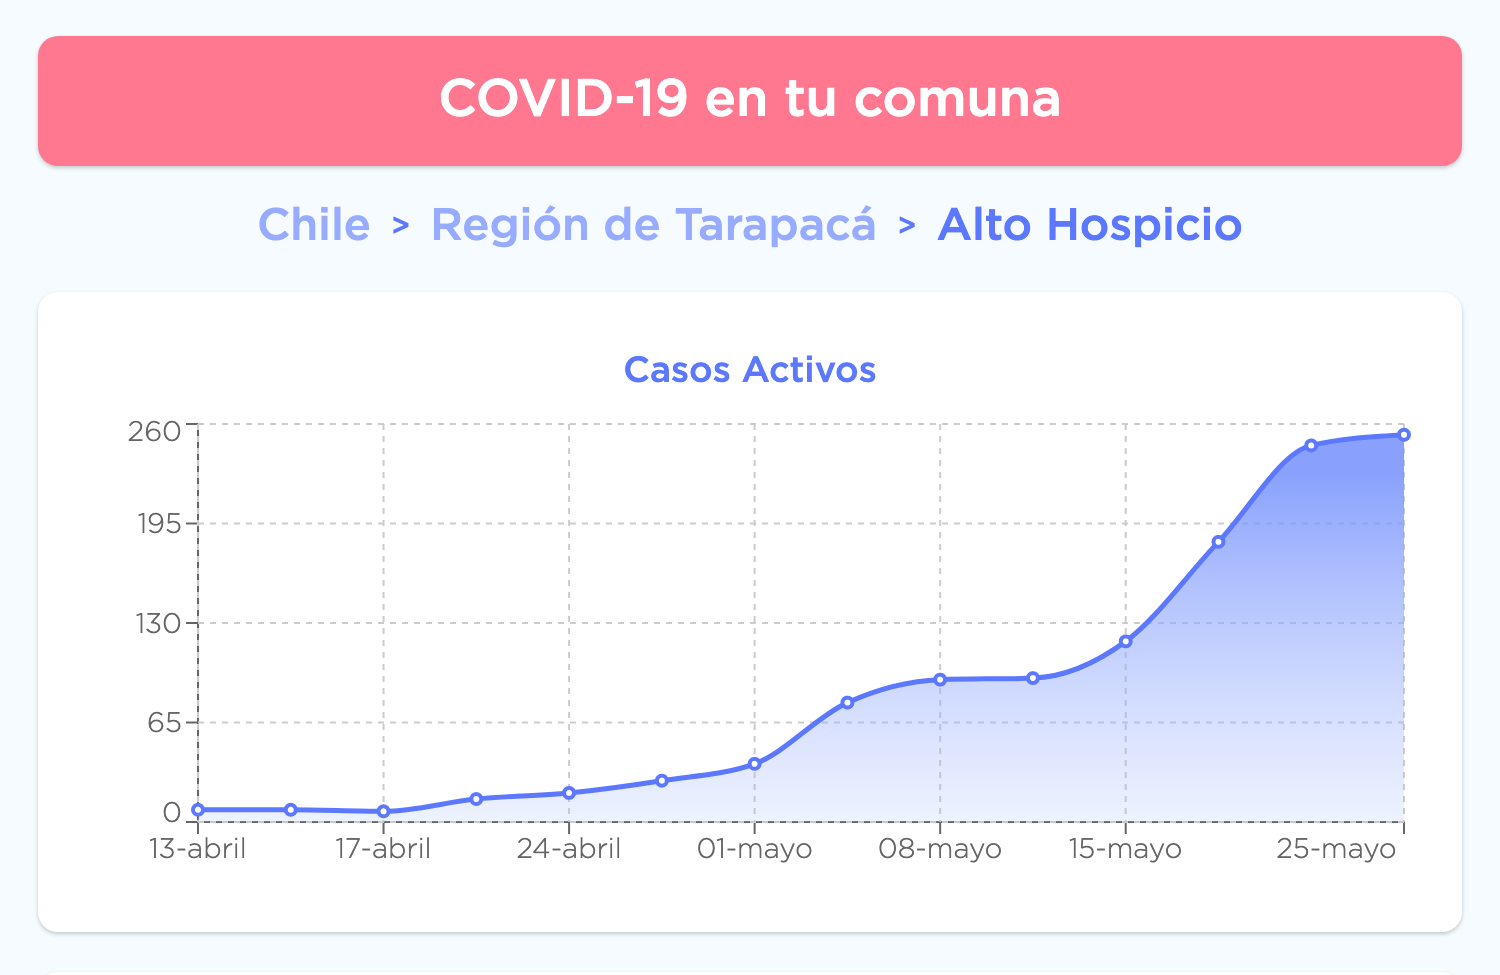 COVID-19 en tu comuna
Chile > Región de Tarapacá > Alto Hospicio
Casos Activos
260
195
130
65
0
13-abril 17-abril 24-abril 01-mayo 08-mayo 15-mayo 25-mayo